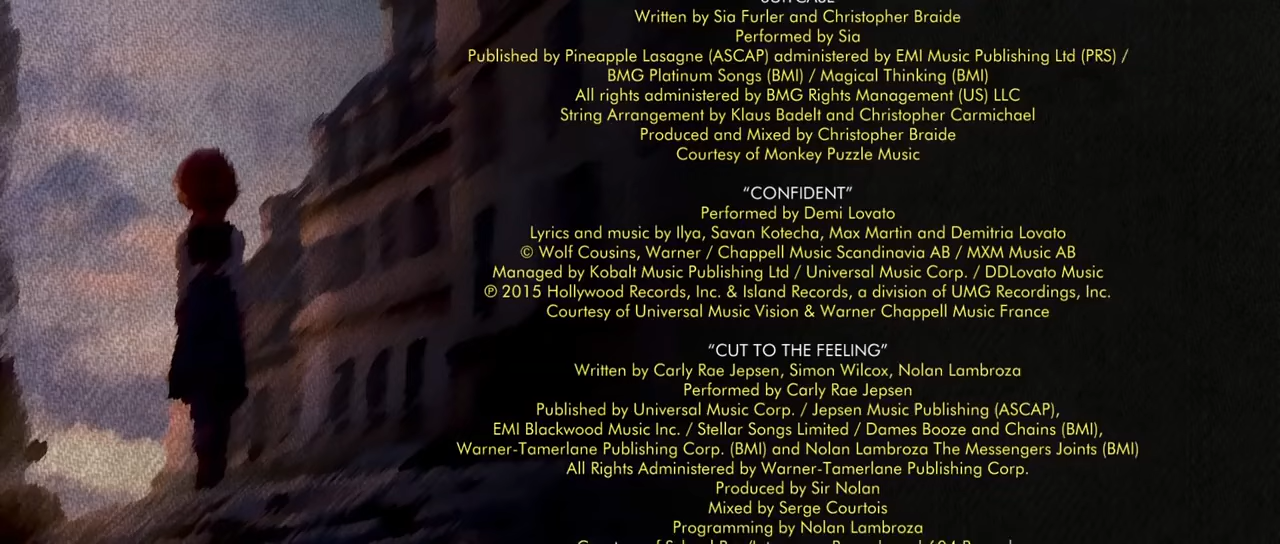 Written by Sia Furler and Christopher Braide
Performed by Sia
Published by Pineapple Lasagne (ASCAP) administered by EMI Music Publishing Ltd (PRS) /
BMG Platinum Songs (BMI) / Magical Thinking (BMI)
All rights administered by BMG Rights Management (US) LLC
String Arrangement by Klaus Badelt and Christopher Carmichael
Produced and Mixed by Christopher Braide
Courtesy of Monkey Puzzle Music
“CONFIDENT”
Performed by Demi Lovato
Lyrics and music by Ilya, Savan Kotecha, Max Martin and Demitria Lovato
© Wolf Cousins, Warner / Chappell Music Scandinavia AB / MXM Music AB
Managed by Kobalt Music Publishing Ltd / Universal Music Corp. / DDLovato Music
℗ 2015 Hollywood Records, Inc. & Island Records, a division of UMG Recordings, Inc.
Courtesy of Universal Music Vision & Warner Chappell Music France
“CUT TO THE FEELING”
Written by Carly Rae Jepsen, Simon Wilcox, Nolan Lambroza
Performed by Carly Rae Jepsen
Published by Universal Music Corp. / Jepsen Music Publishing (ASCAP),
EMI Blackwood Music Inc. / Stellar Songs Limited / Dames Booze and Chains (BMI),
Warner-Tamerlane Publishing Corp. (BMI) and Nolan Lambroza The Messengers Joints (BMI)
All Rights Administered by Warner-Tamerlane Publishing Corp.
Produced by Sir Nolan
Mixed by Serge Courtois
Programming by Nolan Lambroza